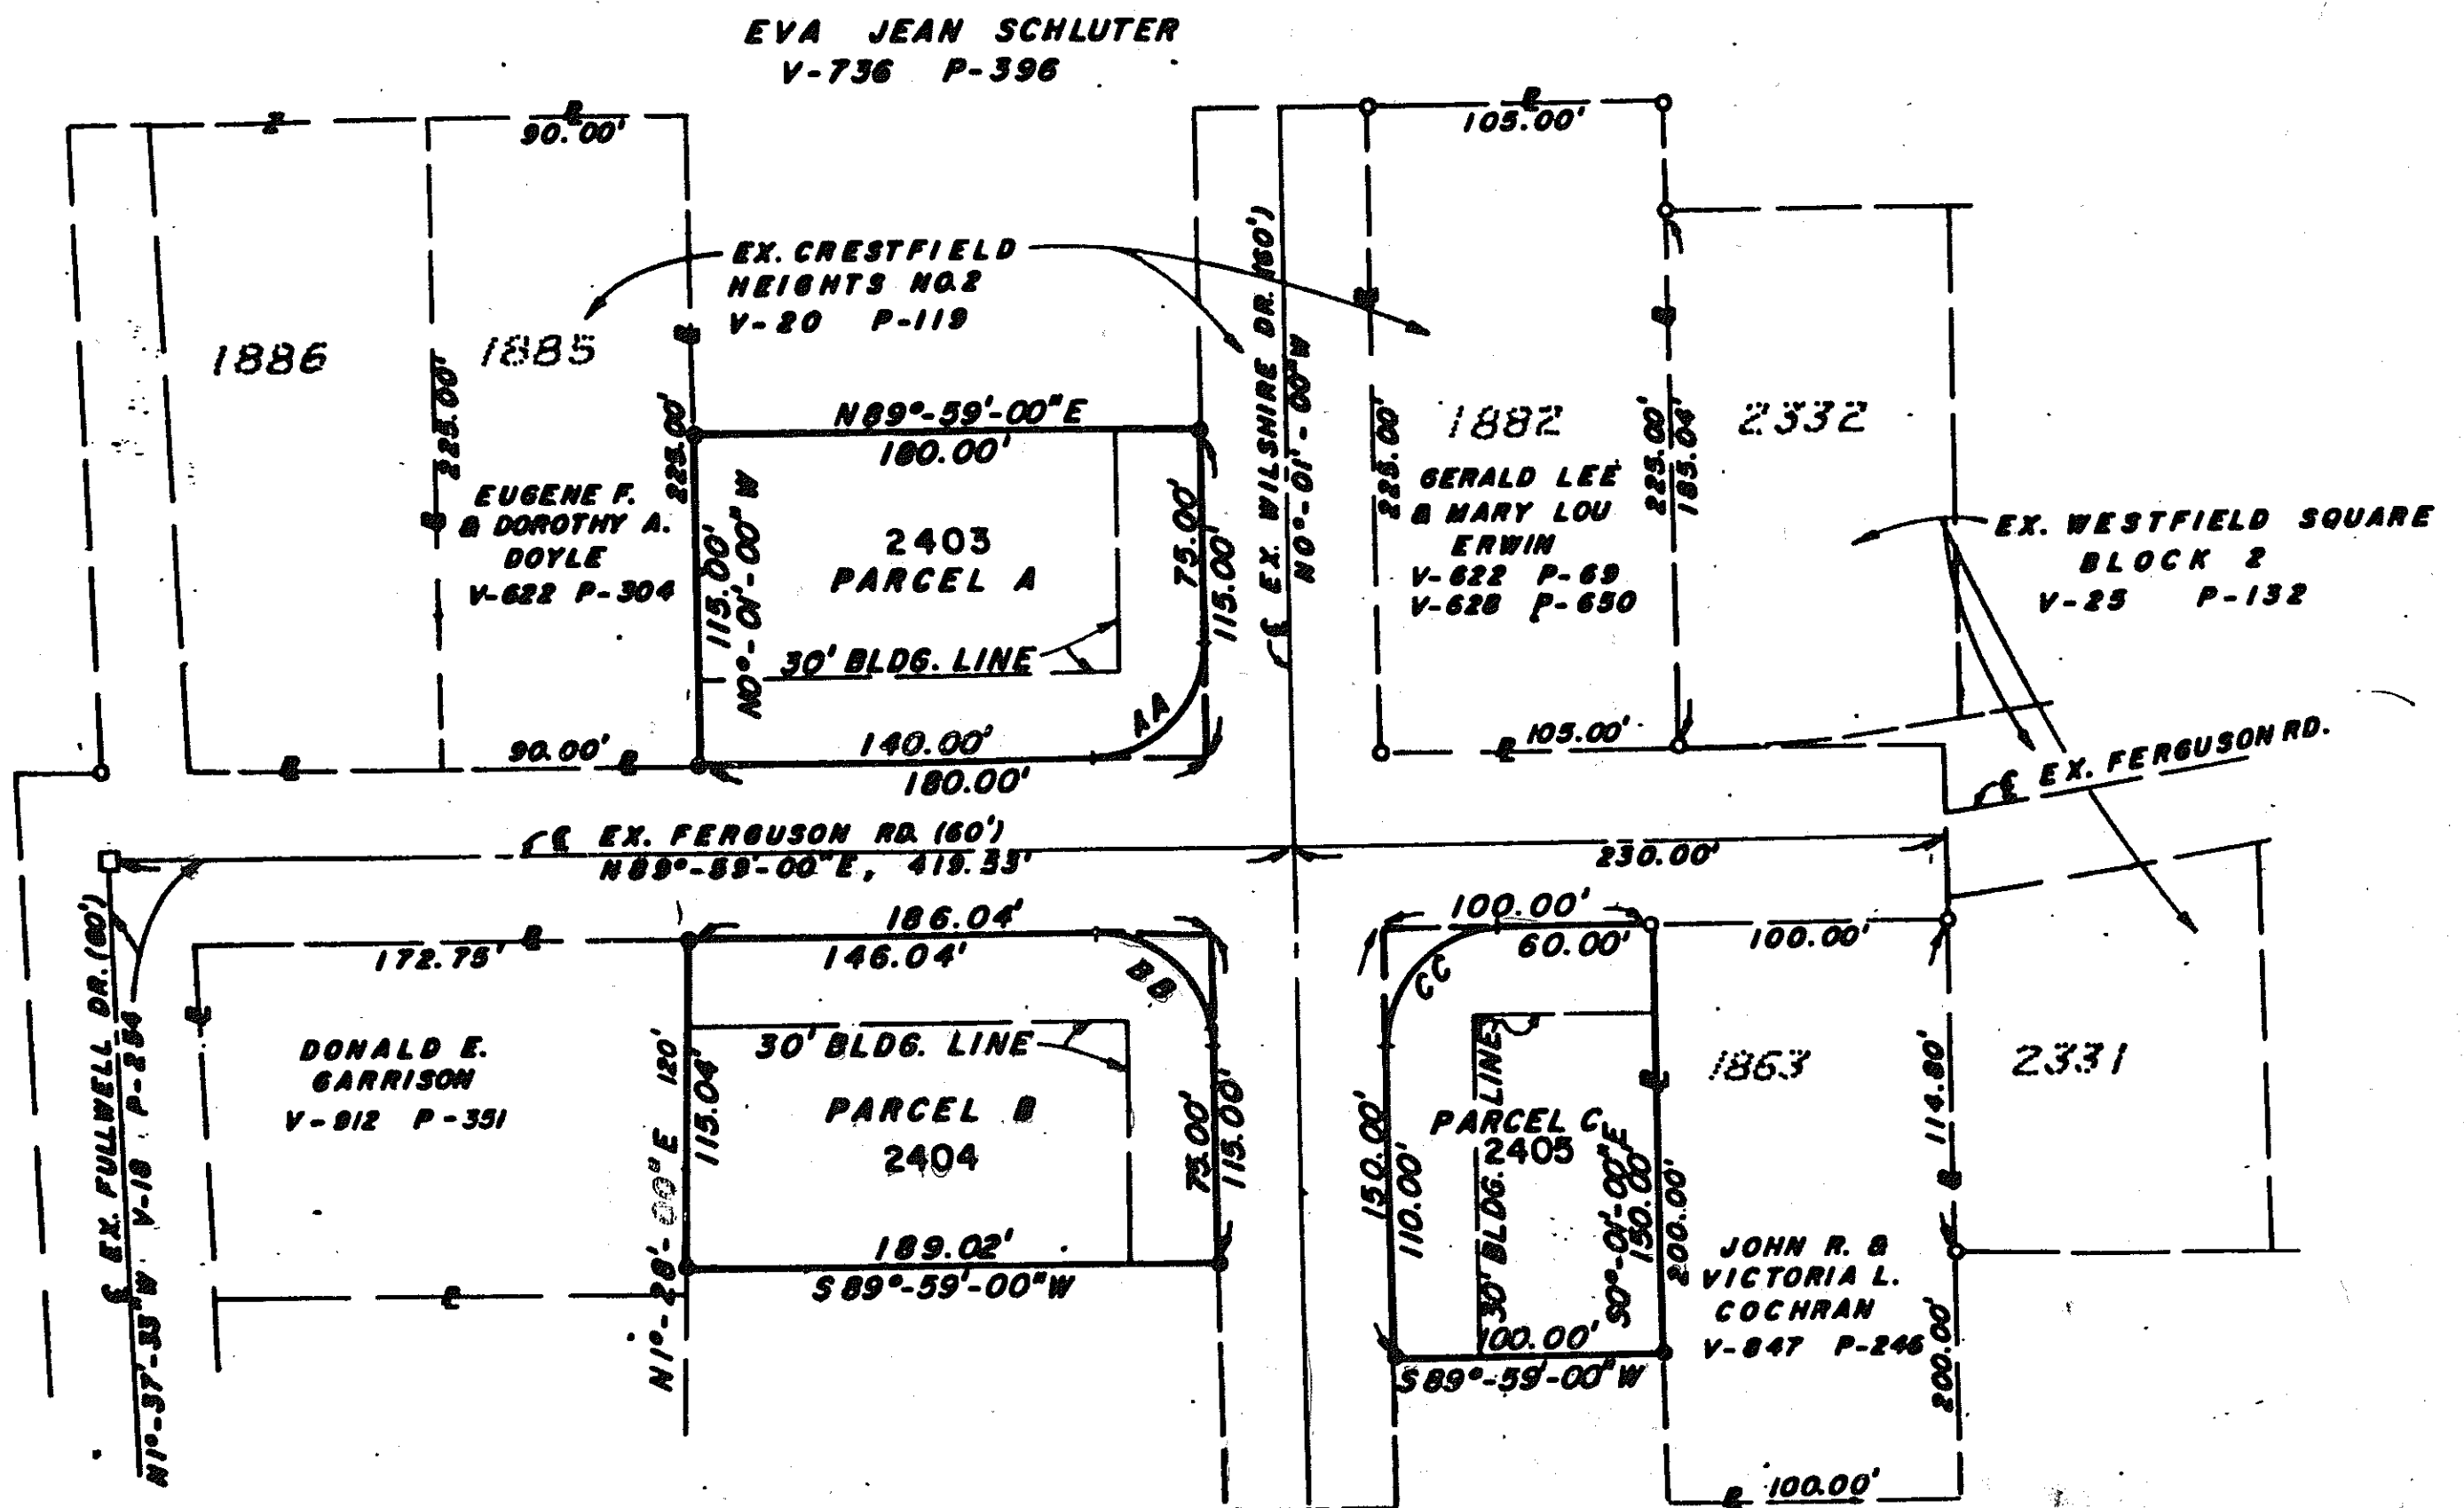 EVA JEAN SCHLUTER
V-736 P-396
90.00'
105.00'
EX. CRESTFIELD
HEIGHTS NO.2
V-20 P-119
1886
1885
225.00'
225.00'
EUGENE F.
& DOROTHY A.
DOYLE
V-622 P-304
N89°-59'-00"E
180.00'
115.00'
N0°-01'-00"W
2403
PARCEL A
30' BLDG. LINE
75.00'
115.00'
AA
140.00'
180.00'
90.00'
℄ EX. WILSHIRE DR. (60')
N0°-01'-00"W
225.00'
1882
GERALD LEE
& MARY LOU
ERWIN
V-622 P-69
V-628 P-650
225.00'
185.04'
105.00'
2332
EX. WESTFIELD SQUARE
BLOCK 2
V-25 P-132
℄ EX. FERGUSON RD.
℄ EX. FERGUSON RD. (60')
N89°-59'-00"E, 419.33'
230.00'
℄ EX. FULLWELL DR. (60')
V-18 P-254
N1°-37'-33"W
172.75'
DONALD E.
GARRISON
V-812 P-351
186.04'
146.04'
BB
30' BLDG. LINE
PARCEL B
2404
N1°-28'-00"E 120'
115.04'
75.00'
115.00'
189.02'
S89°-59'-00"W
100.00'
60.00'
CC
100.00'
150.00'
110.00'
30' BLDG. LINE
PARCEL C
2405
S0°-01'-00"E
150.00'
200.00'
100.00'
S89°-59'-00"W
1863
114.80'
2331
JOHN R. &
VICTORIA L.
COCHRAN
V-847 P-246
200.00'
100.00'